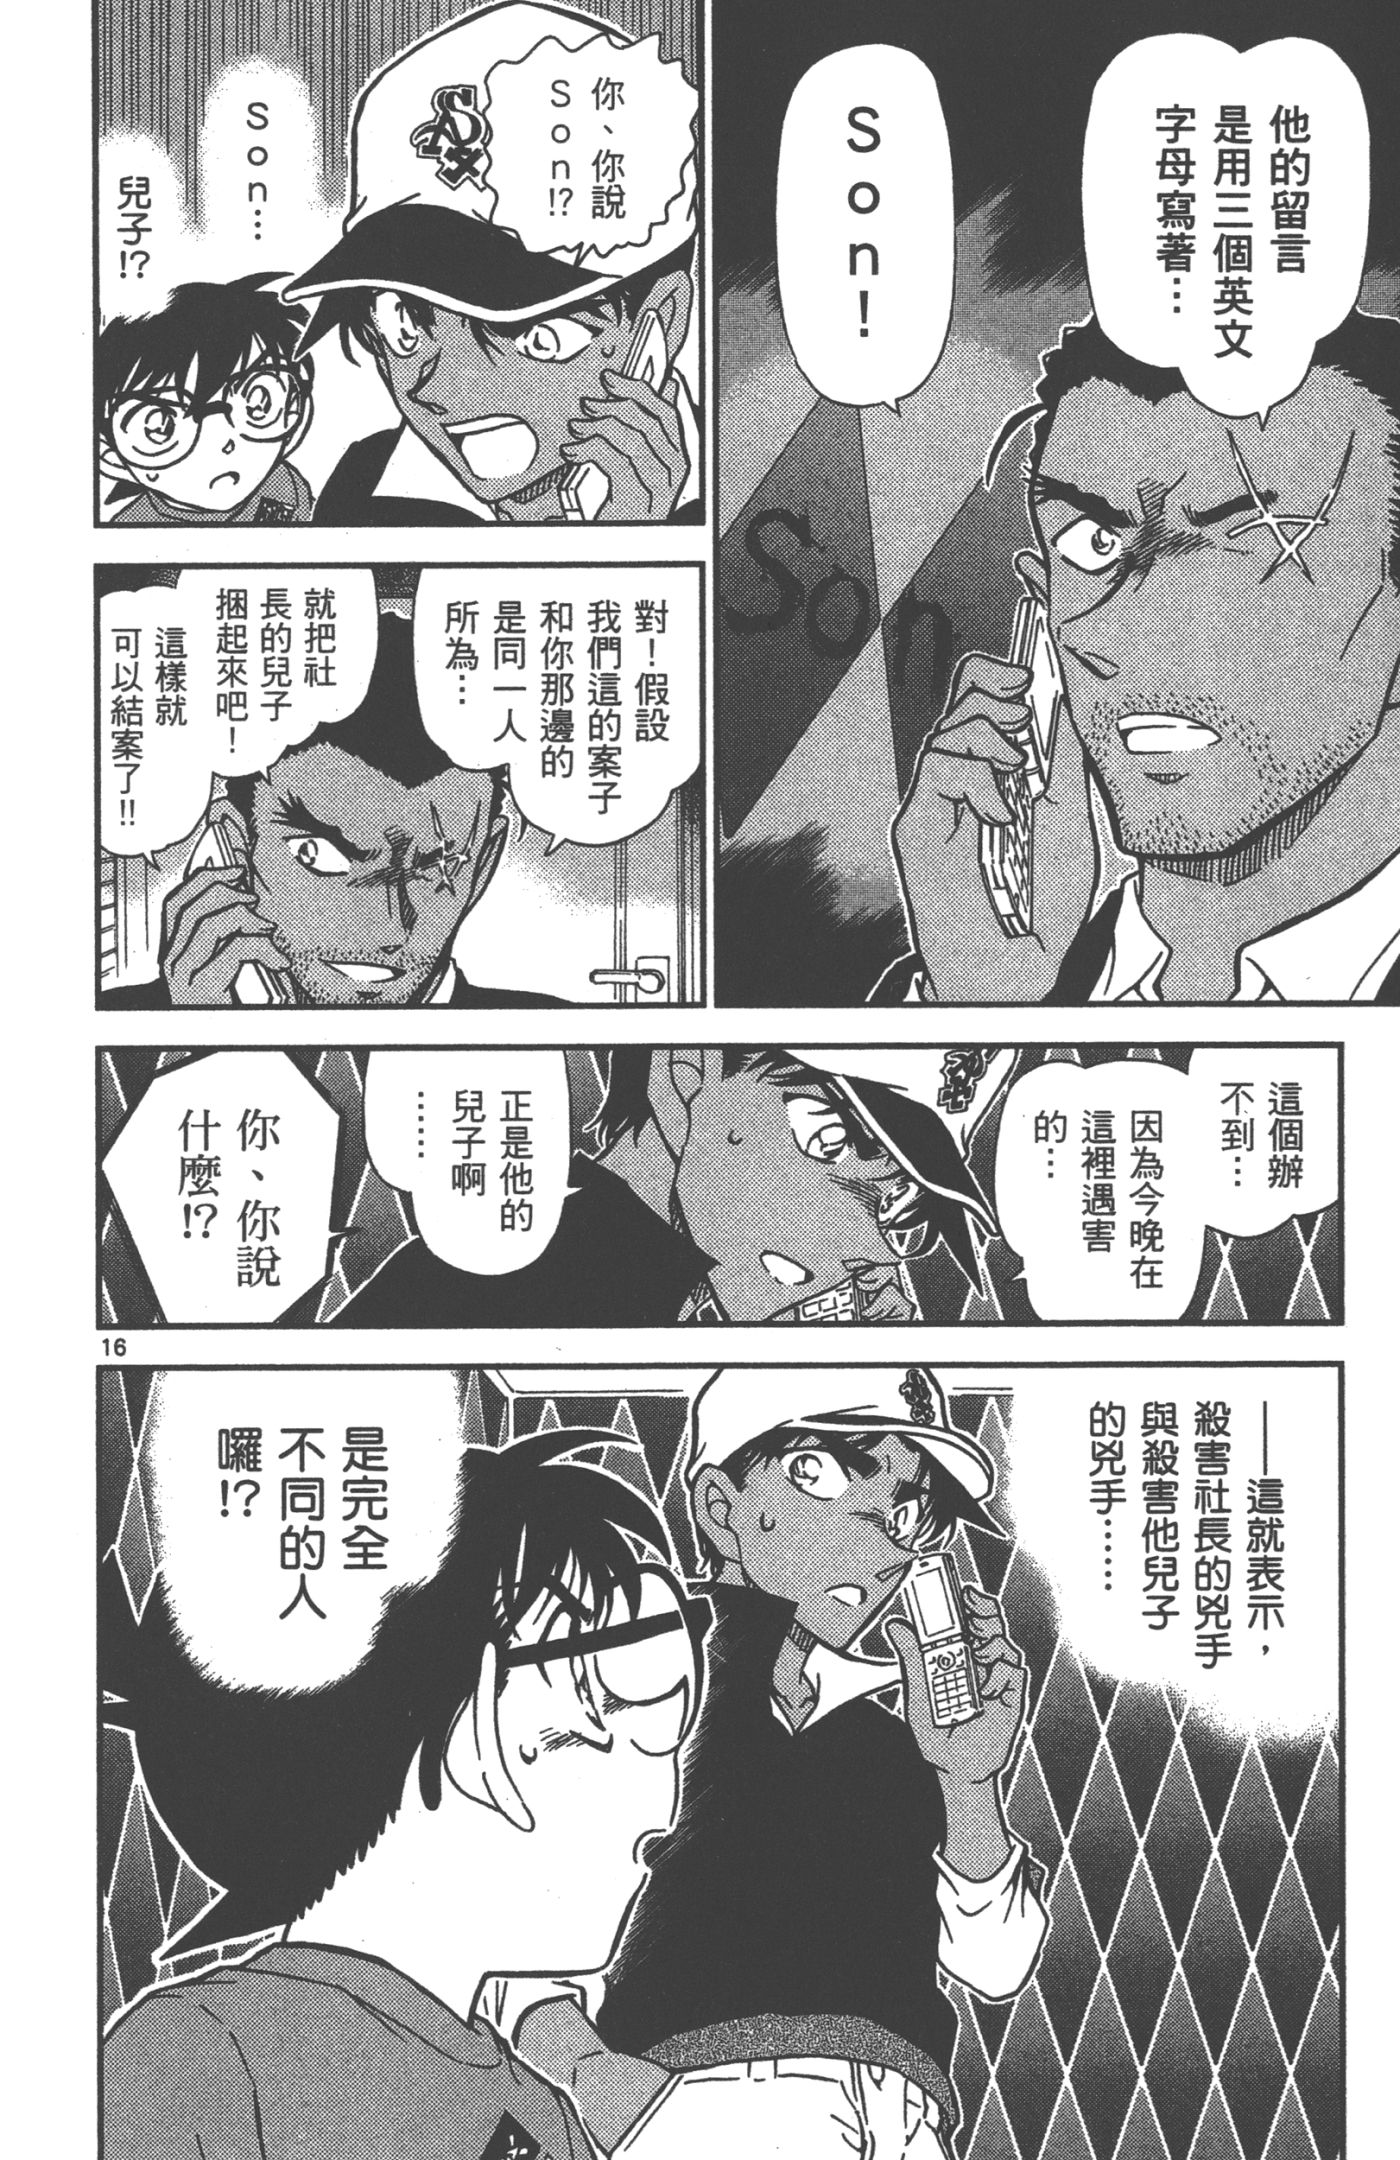 他的留言
是用三個英文
字母寫著…
Son！
Son
你、你說
Son!?
Son…
兒子!?
對！假設
我們這的案子
和你那邊的
是同一人
所為…
就把社
長的兒子
捆起來吧！
這樣就
可以結案了!!
這個辦
不到…
因為今晚在
這裡遇害
的…
正是他的
兒子啊
……
你、你說
什麼!?
16
——這就表示，
殺害社長的兇手
與殺害他兒子
的兇手……
是完全
不同的人
囉!?